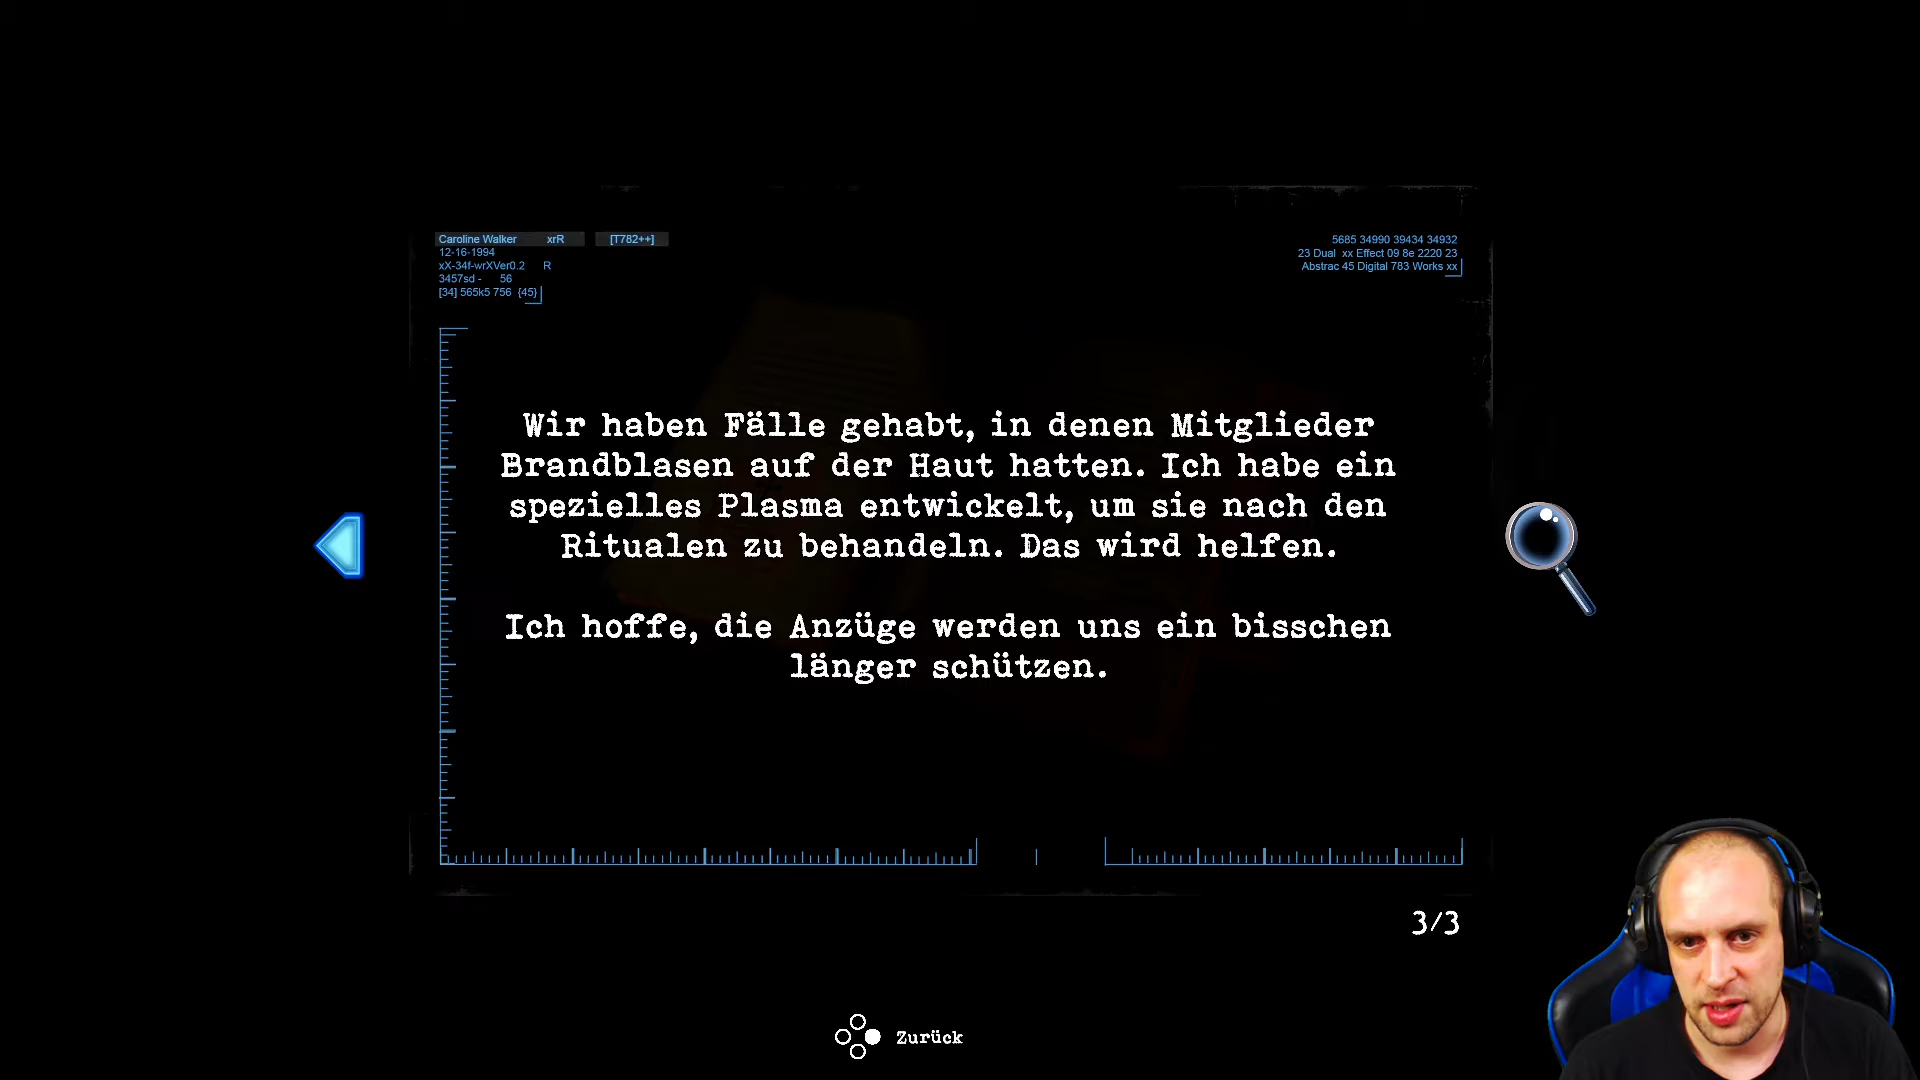 Caroline Walker xrR [T782++]
12-16-1994
xX-34f-wrXVer0.2 R
3457sd - 56
[34] 565k5 756 {45}
5685 34990 39434 34932
23 Dual xx Effect 09 8e 2220 23
Abstrac 45 Digital 783 Works xx
Wir haben Fälle gehabt, in denen Mitglieder
Brandblasen auf der Haut hatten. Ich habe ein
spezielles Plasma entwickelt, um sie nach den
Ritualen zu behandeln. Das wird helfen.
Ich hoffe, die Anzüge werden uns ein bisschen
länger schützen.
3/3
Zurück